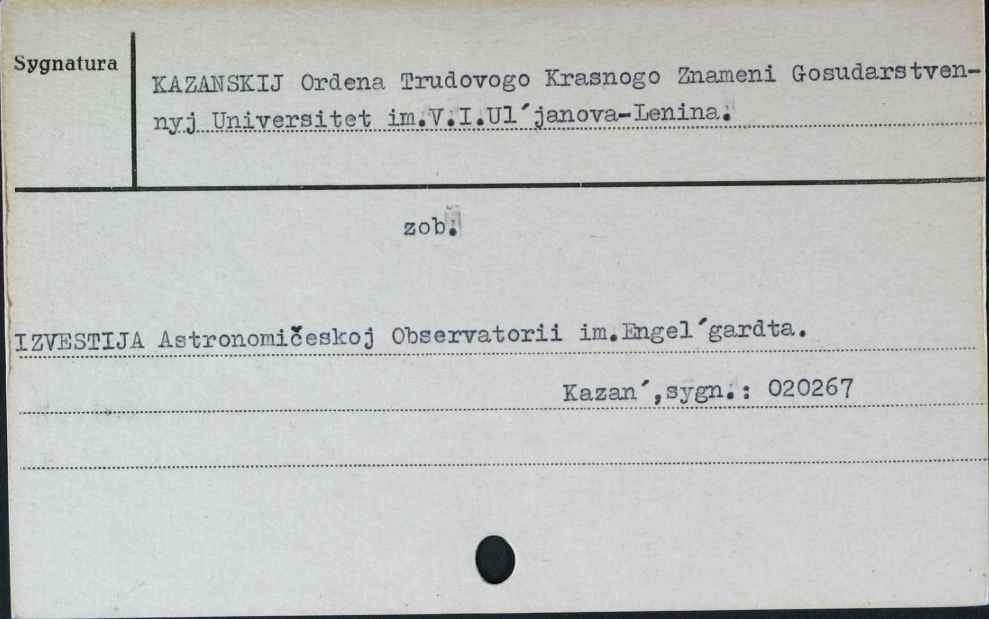 Sygnatura
KAZANSKIJ Ordena Trudovogo Krasnogo Znameni Gosudarstven-
nyj Universitet im.V.I.Ul´janova-Lenina.
zob.
IZVESTIJA Astronomičeskoj Observatorii im.Engel´gardta.
Kazan´,sygn.: 020267